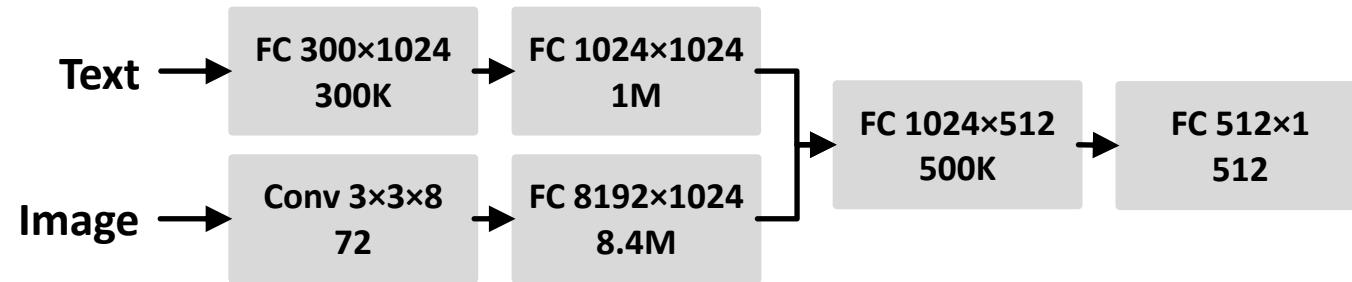 Text
FC 300×1024
300K
FC 1024×1024
1M
Image
Conv 3×3×8
72
FC 8192×1024
8.4M
FC 1024×512
500K
FC 512×1
512